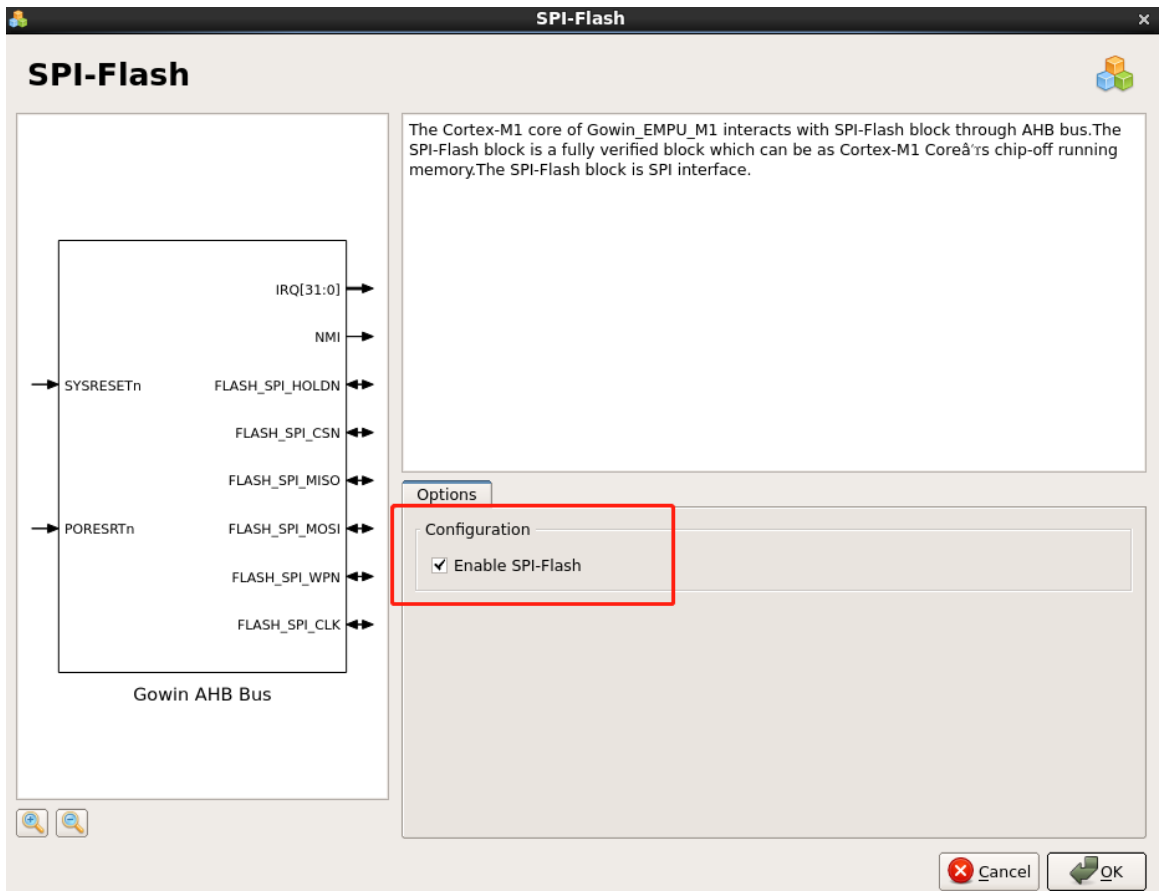 SPI-Flash
SPI-Flash
The Cortex-M1 core of Gowin_EMPU_M1 interacts with SPI-Flash block through AHB bus.The
SPI-Flash block is a fully verified block which can be as Cortex-M1 Coreâ€™s chip-off running
memory.The SPI-Flash block is SPI interface.
IRQ[31:0]
NMI
SYSRESETn
FLASH_SPI_HOLDN
FLASH_SPI_CSN
FLASH_SPI_MISO
PORESRTn
FLASH_SPI_MOSI
FLASH_SPI_WPN
FLASH_SPI_CLK
Gowin AHB Bus
Options
Configuration
Enable SPI-Flash
Cancel
OK